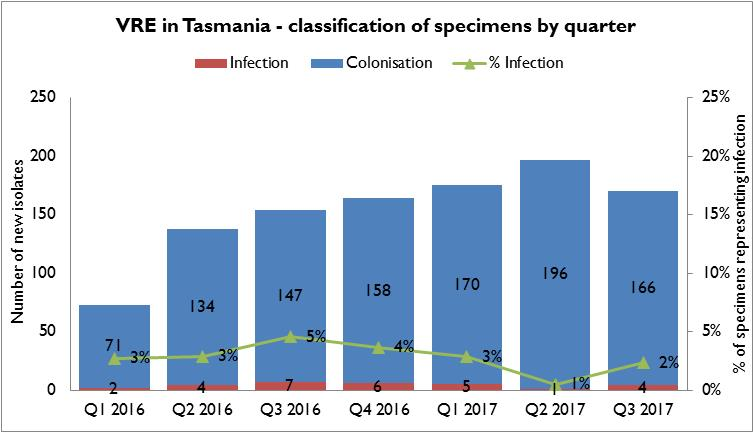 VRE in Tasmania - classification of specimens by quarter
Infection Colonisation % Infection
Number of new isolates
250
200
150
100
50
0
25%
20%
15%
10%
5%
0%
% of specimens representing infection
71 134 147 158 170 196 166
3% 3% 5% 4% 3% 1% 2%
2 4 7 6 5 1 4
Q1 2016 Q2 2016 Q3 2016 Q4 2016 Q1 2017 Q2 2017 Q3 2017